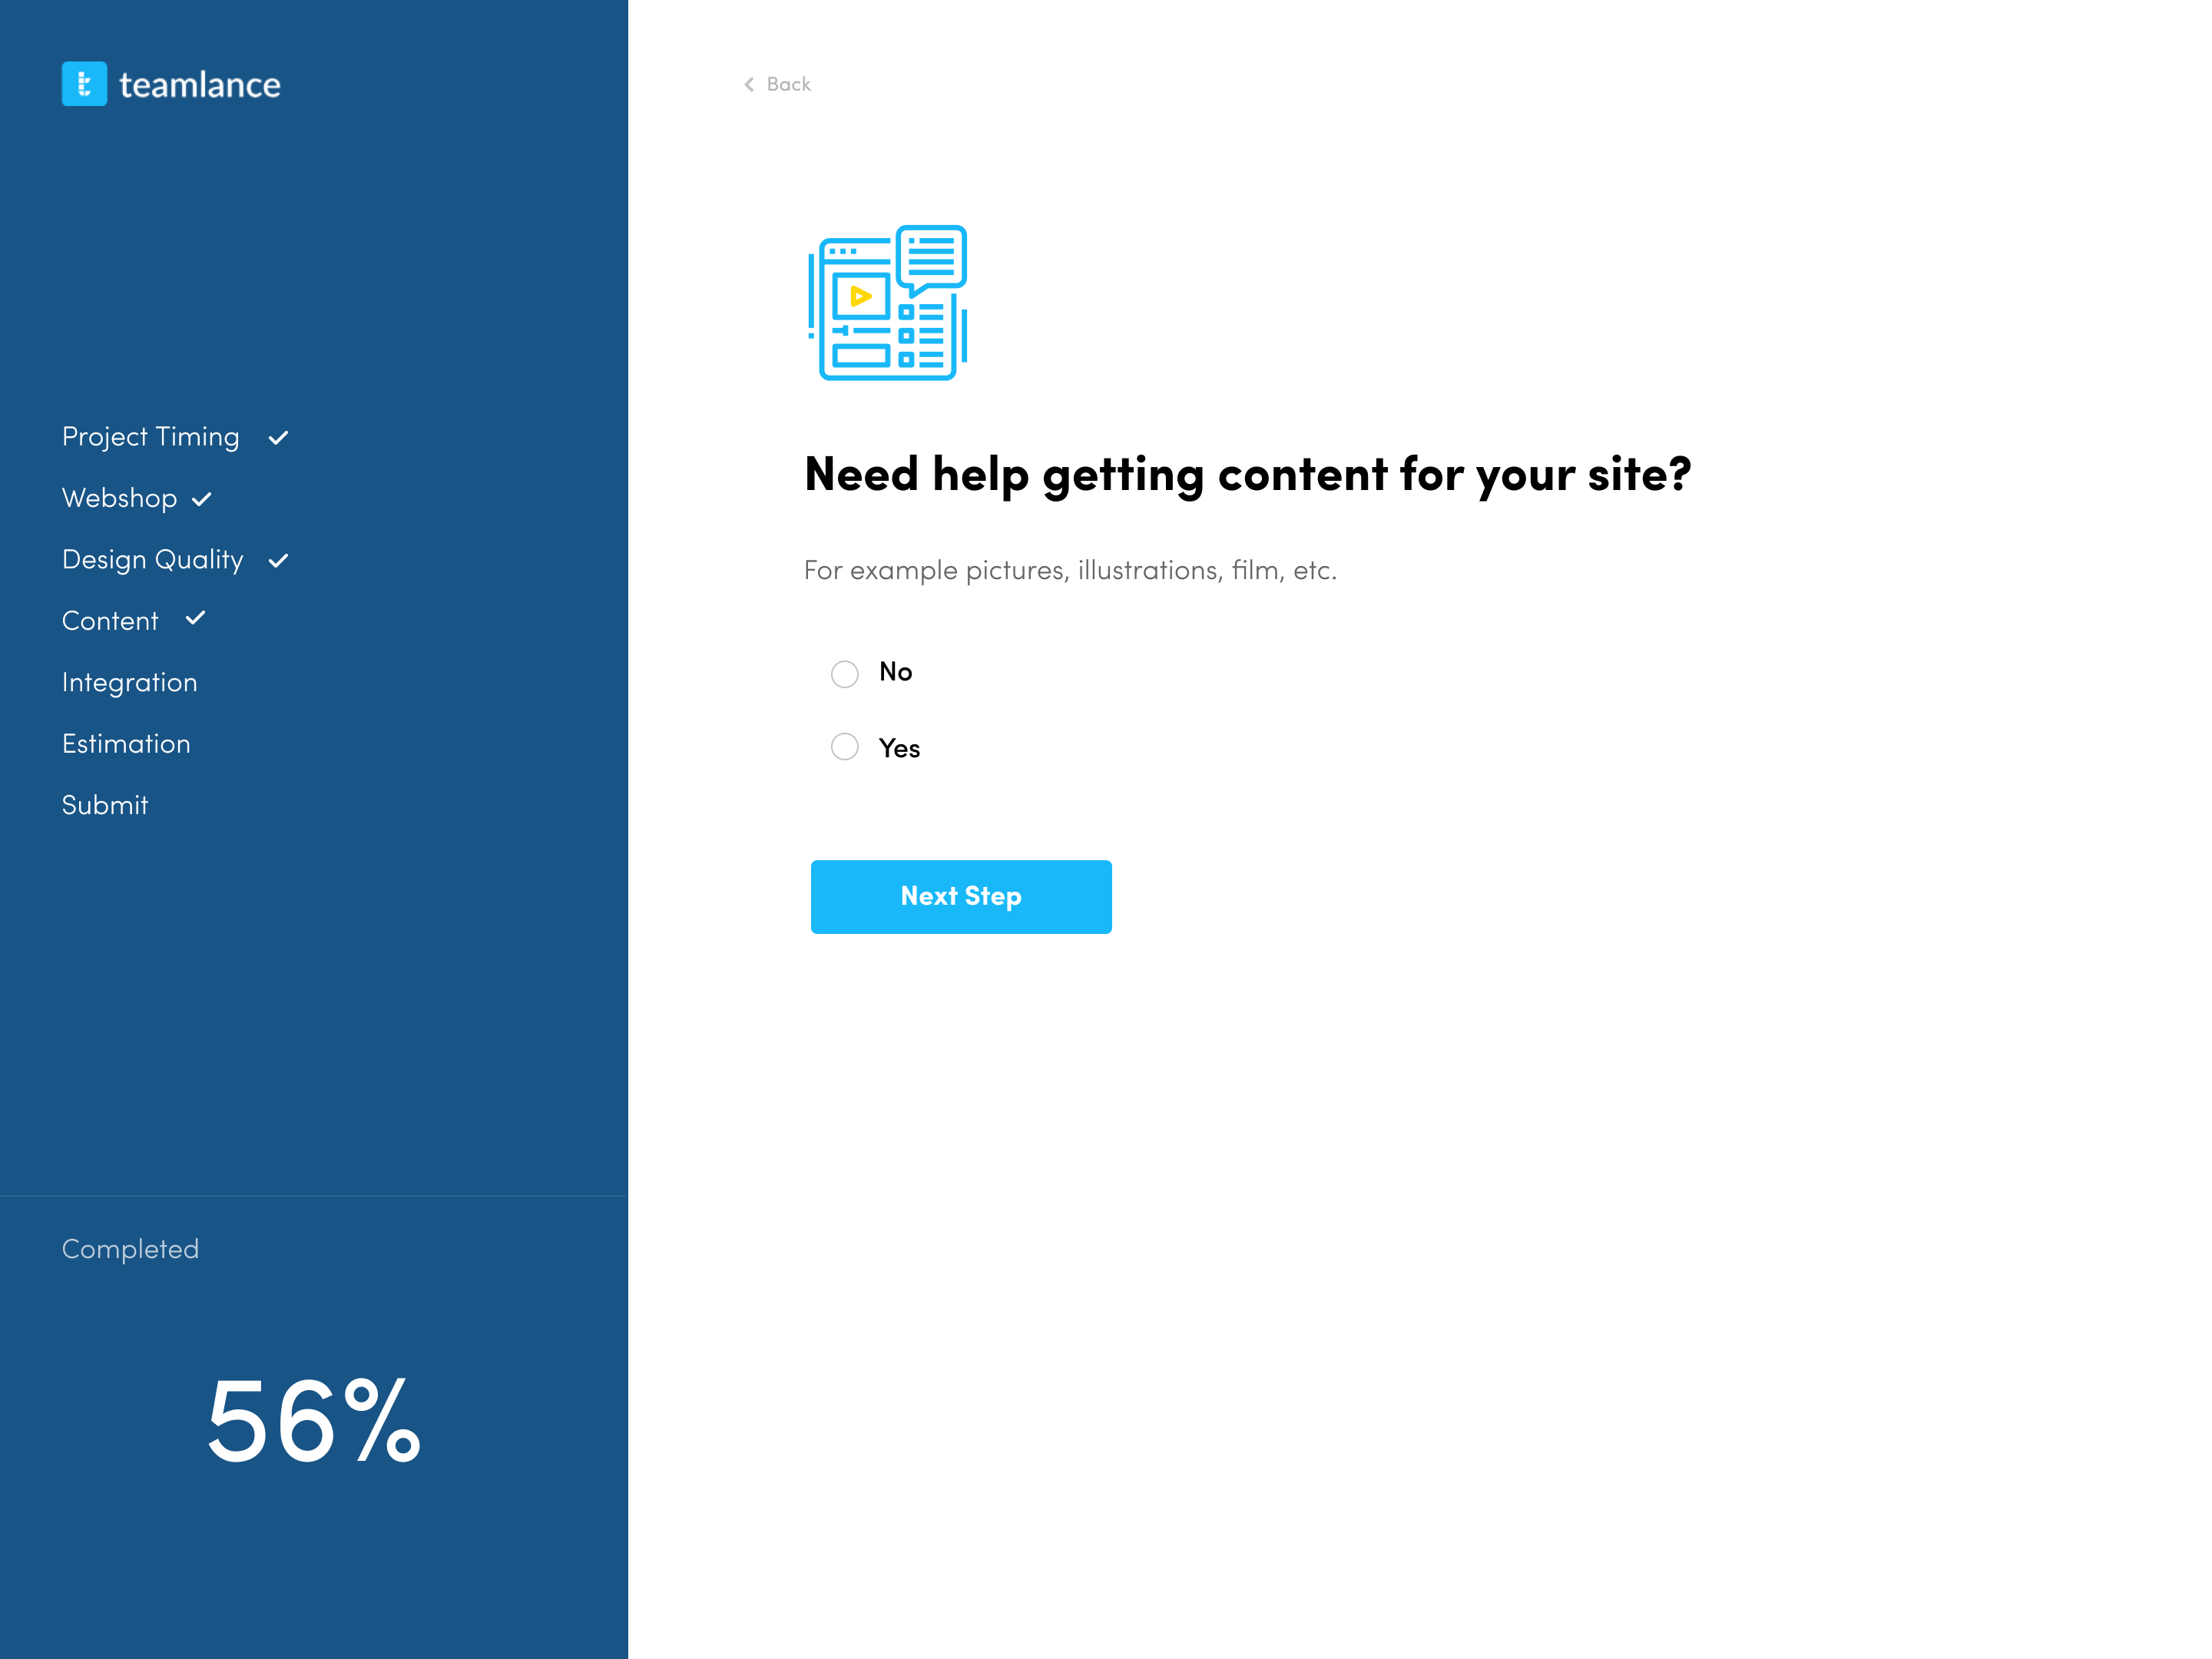 teamlance
Project Timing
Webshop
Design Quality
Content
Integration
Estimation
Submit
Completed
56%
Back
Need help getting content for your site?
For example pictures, illustrations, film, etc.
No
Yes
Next Step